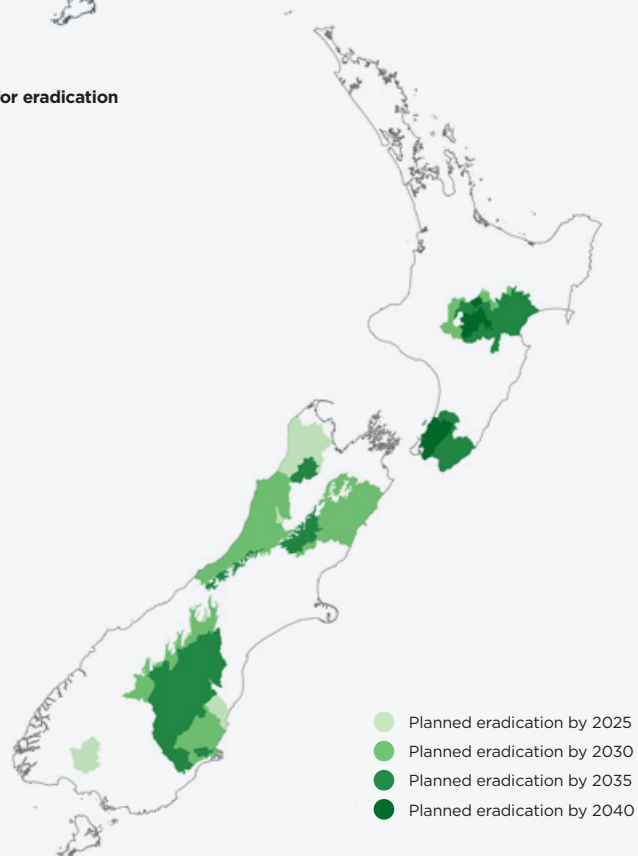 or eradication
Planned eradication by 2025
Planned eradication by 2030
Planned eradication by 2035
Planned eradication by 2040